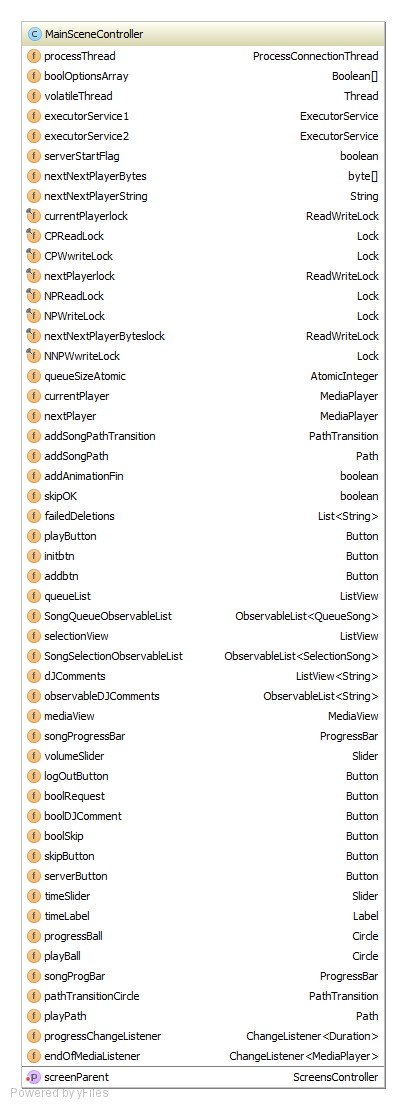 MainSceneController
processThread ProcessConnectionThread
boolOptionsArray Boolean[]
volatileThread Thread
executorService1 ExecutorService
executorService2 ExecutorService
serverStartFlag boolean
nextNextPlayerBytes byte[]
nextNextPlayerString String
currentPlayerlock ReadWriteLock
CPReadLock Lock
CPWwriteLock Lock
nextPlayerlock ReadWriteLock
NPReadLock Lock
NPWriteLock Lock
nextNextPlayerByteslock ReadWriteLock
NNPWwriteLock Lock
queueSizeAtomic AtomicInteger
currentPlayer MediaPlayer
nextPlayer MediaPlayer
addSongPathTransition PathTransition
addSongPath Path
addAnimationFin boolean
skipOK boolean
failedDeletions List<String>
playButton Button
initbtn Button
addbtn Button
queueList ListView
SongQueueObservableList ObservableList<QueueSong>
selectionView ListView
SongSelectionObservableList ObservableList<SelectionSong>
dJComments ListView<String>
observableDJComments ObservableList<String>
mediaView MediaView
songProgressBar ProgressBar
volumeSlider Slider
logOutButton Button
boolRequest Button
boolDJComment Button
boolSkip Button
skipButton Button
serverButton Button
timeSlider Slider
timeLabel Label
progressBall Circle
playBall Circle
songProgBar ProgressBar
pathTransitionCircle PathTransition
playPath Path
progressChangeListener ChangeListener<Duration>
endOfMediaListener ChangeListener<MediaPlayer>
screenParent ScreensController
Powered by yFiles